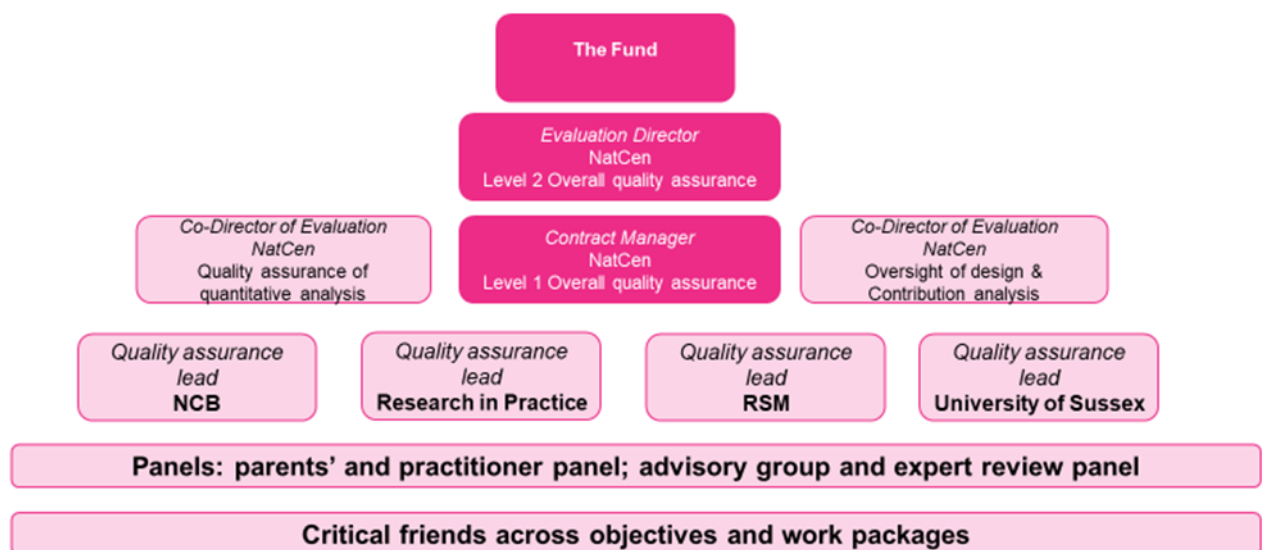 The Fund
Evaluation Director
NatCen
Level 2 Overall quality assurance
Co-Director of Evaluation
NatCen
Quality assurance of
quantitative analysis
Contract Manager
NatCen
Level 1 Overall quality assurance
Co-Director of Evaluation
NatCen
Oversight of design &
Contribution analysis
Quality assurance
lead
NCB
Quality assurance
lead
Research in Practice
Quality assurance
lead
RSM
Quality assurance
lead
University of Sussex
Panels: parents’ and practitioner panel; advisory group and expert review panel
Critical friends across objectives and work packages